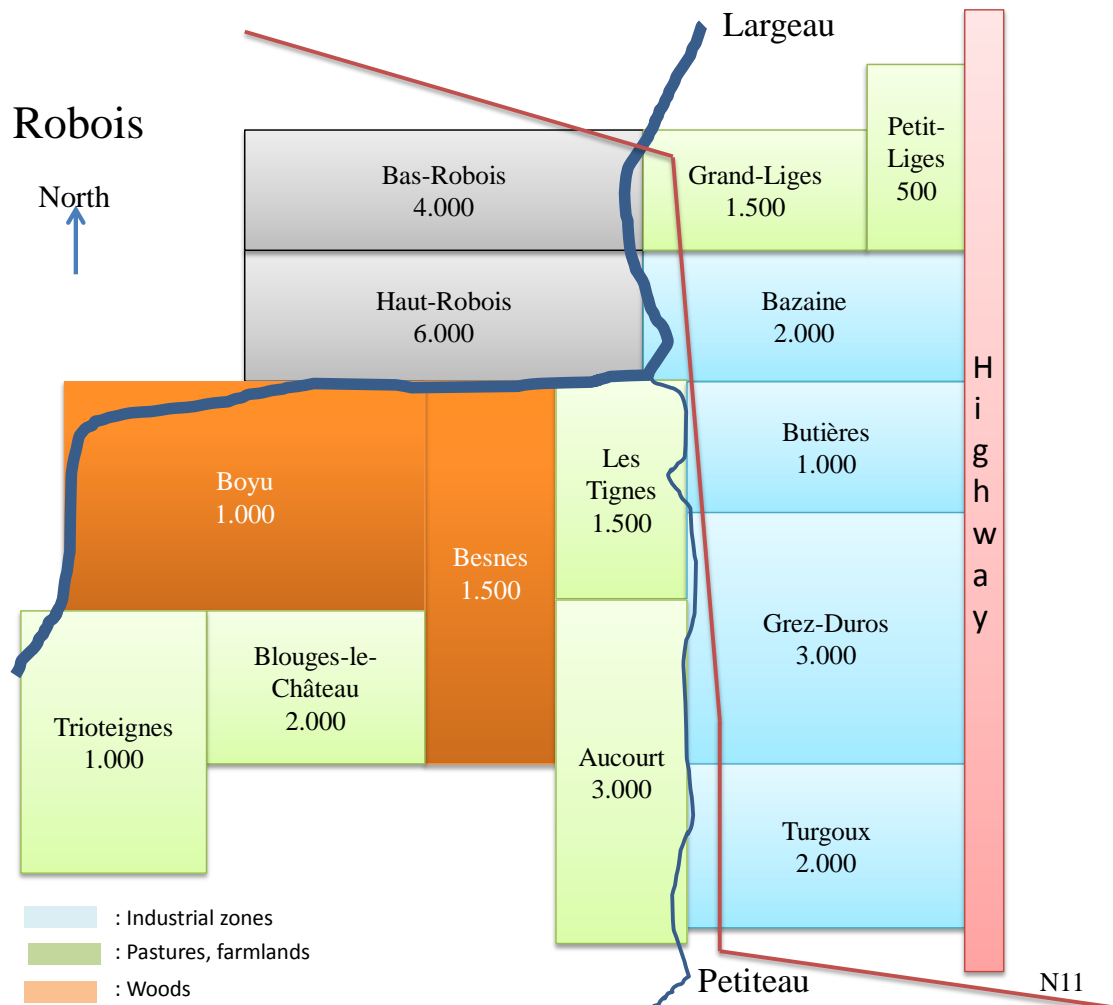 Largeau
Robois
North
Petit-
Liges
500
Bas-Robois
4.000
Grand-Liges
1.500
Haut-Robois
6.000
Bazaine
2.000
Highway
Boyu
1.000
Besnes
1.500
Les
Tignes
1.500
Butières
1.000
Grez-Duros
3.000
Trioteignes
1.000
Blouges-le-
Château
2.000
Aucourt
3.000
Turgoux
2.000
: Industrial zones
: Pastures, farmlands
: Woods
Petiteau
N11